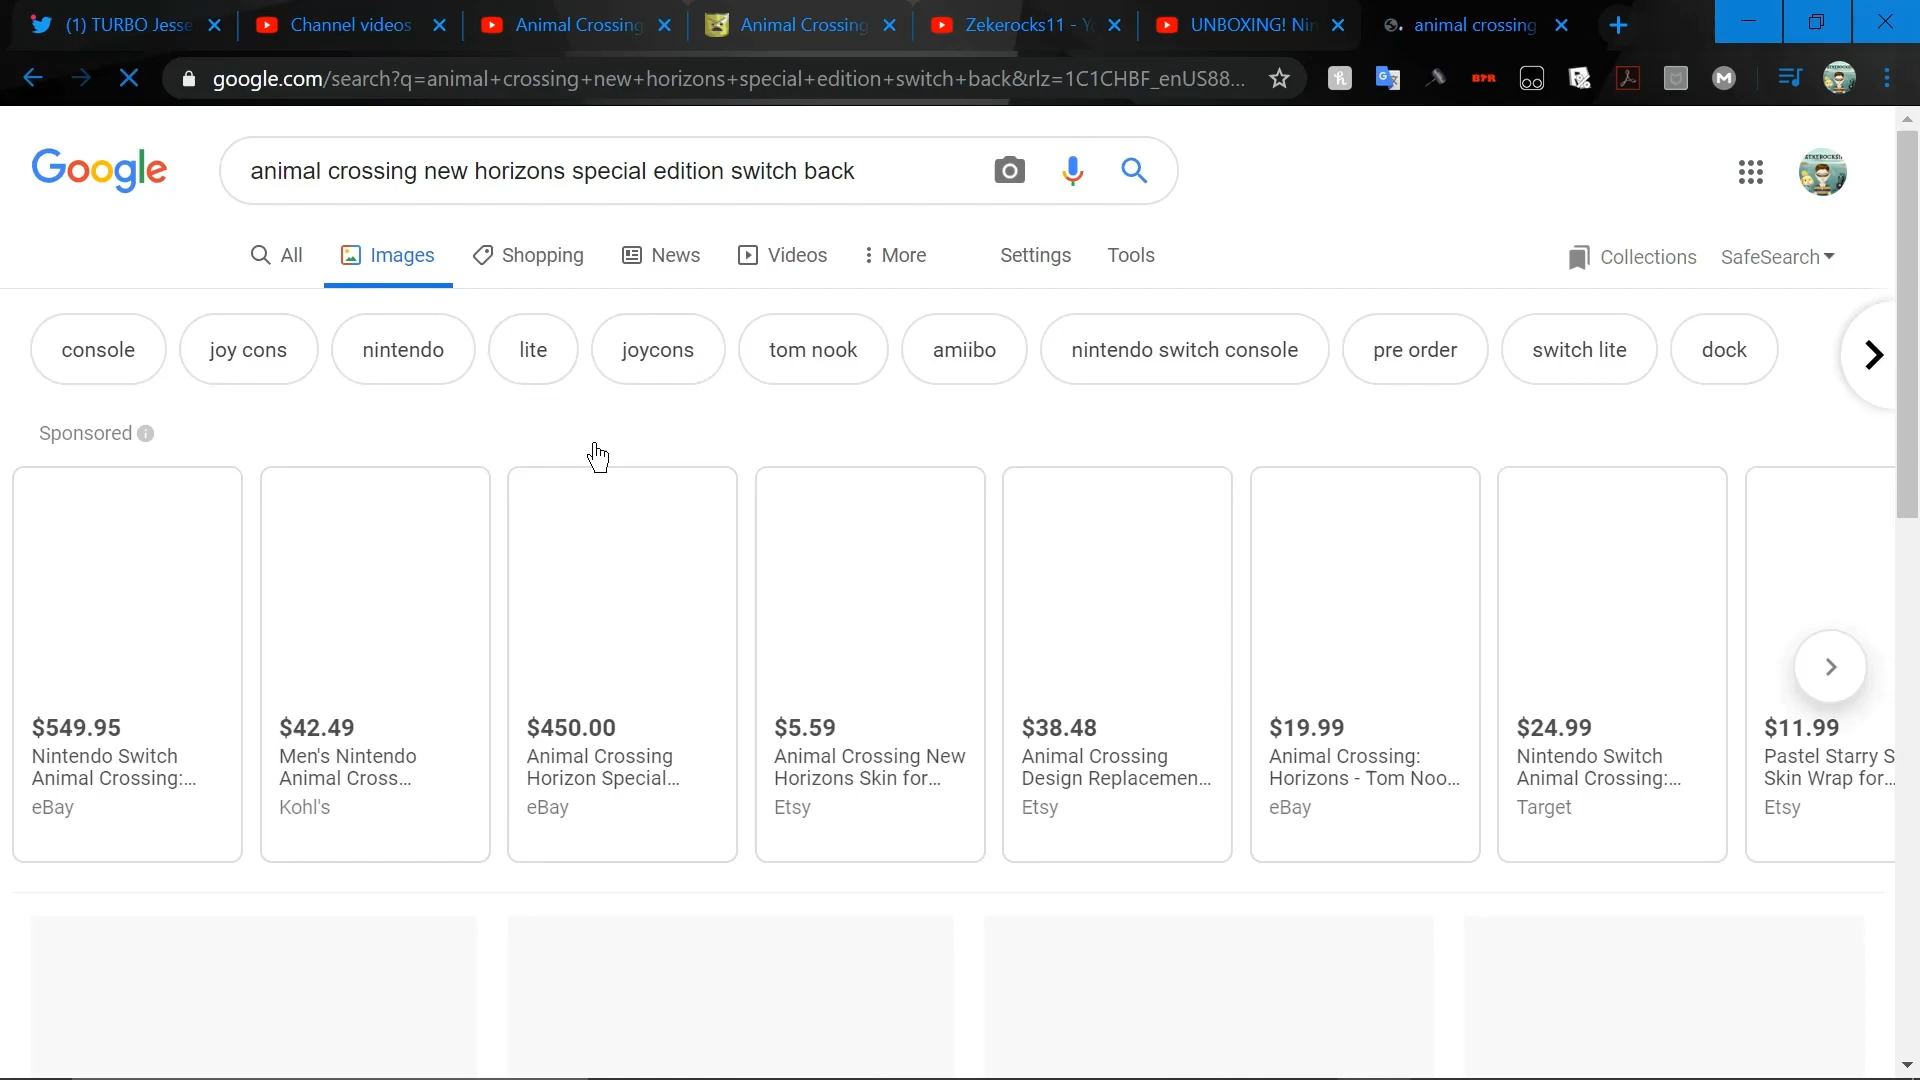 (1) TURBO Jesse
Channel videos
Animal Crossing
Animal Crossing
Zekerocks11 - Yo
UNBOXING! Nin
animal crossing
google.com/search?q=animal+crossing+new+horizons+special+edition+switch+back&rlz=1C1CHBF_enUS88...
Google
animal crossing new horizons special edition switch back
All
Images
Shopping
News
Videos
More
Settings
Tools
Collections
SafeSearch
console
joy cons
nintendo
lite
joycons
tom nook
amiibo
nintendo switch console
pre order
switch lite
dock
Sponsored
$549.95
Nintendo Switch
Animal Crossing:...
eBay
$42.49
Men's Nintendo
Animal Cross...
Kohl's
$450.00
Animal Crossing
Horizon Special...
eBay
$5.59
Animal Crossing New
Horizons Skin for...
Etsy
$38.48
Animal Crossing
Design Replacemen...
Etsy
$19.99
Animal Crossing:
Horizons - Tom Noo...
eBay
$24.99
Nintendo Switch
Animal Crossing:...
Target
$11.99
Pastel Starry S
Skin Wrap for...
Etsy